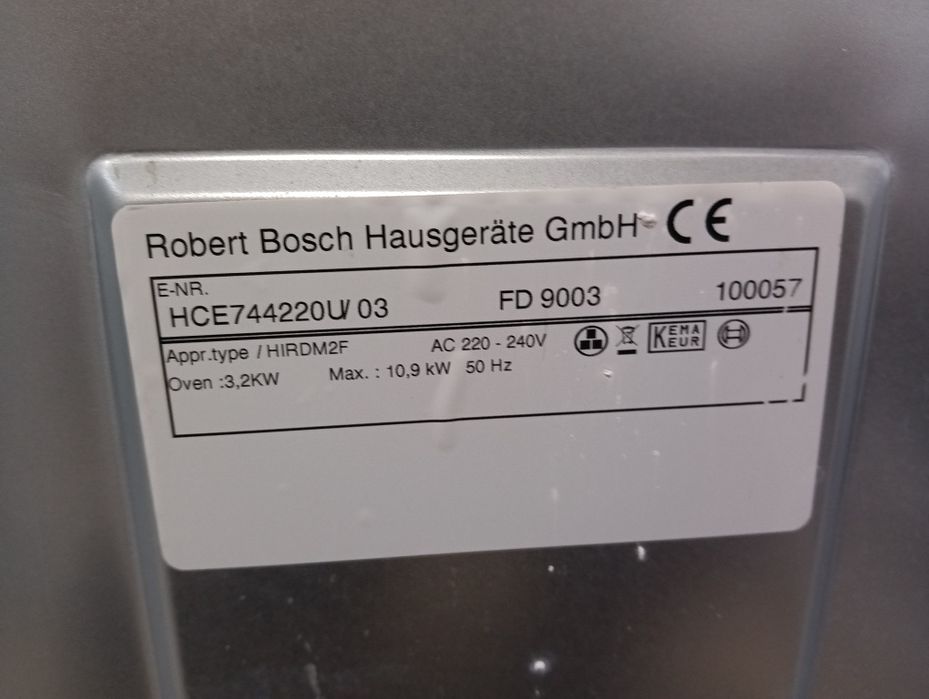 Robert Bosch Hausgeräte GmbH CE
E-NR.
HCE744220U/ 03 FD 9003 100057
Appr.type / HIRDM2F AC 220 - 240V KEMA EUR
Oven :3,2KW Max. : 10,9 kW 50 Hz